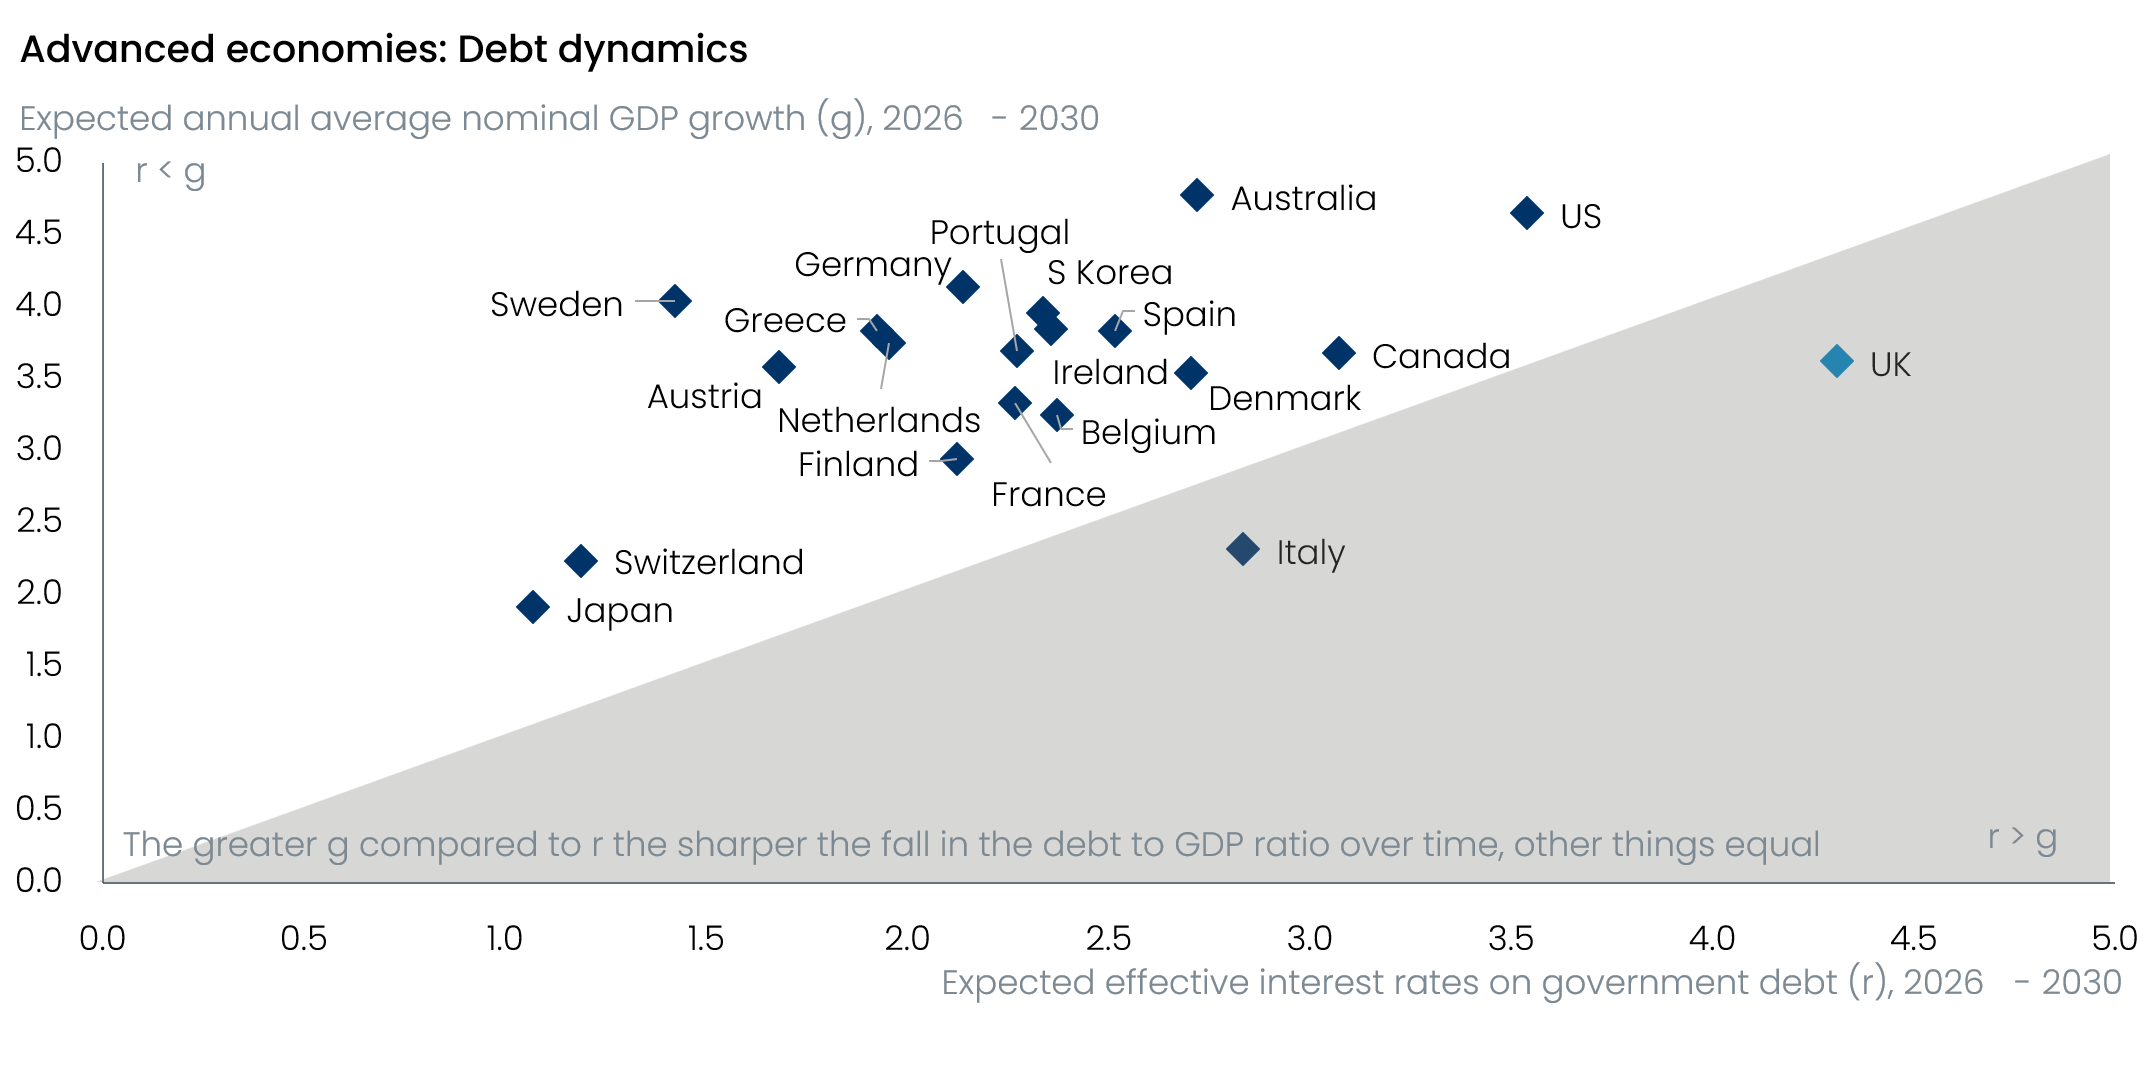 Advanced economies: Debt dynamics
Expected annual average nominal GDP growth (g), 2026 - 2030
5.0
r < g
Australia
US
4.5
Portugal
Germany
S Korea
4.0
Sweden
Greece
Spain
3.5
Canada
UK
Ireland
Austria
Denmark
Netherlands
Belgium
3.0
Finland
France
2.5
Italy
Switzerland
2.0
Japan
1.5
1.0
0.5
The greater g compared to r the sharper the fall in the debt to GDP ratio over time, other things equal
r > g
0.0
0.0 0.5 1.0 1.5 2.0 2.5 3.0 3.5 4.0 4.5 5.0
Expected effective interest rates on government debt (r), 2026 - 2030